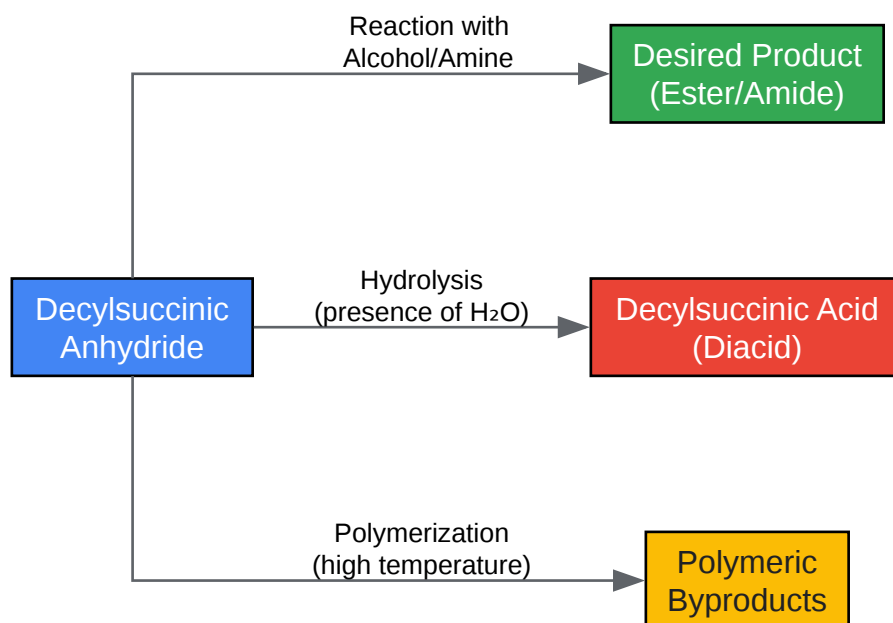 Reaction with
Alcohol/Amine
Desired Product
(Ester/Amide)
Decylsuccinic
Anhydride
Hydrolysis
(presence of H₂O)
Decylsuccinic Acid
(Diacid)
Polymerization
(high temperature)
Polymeric
Byproducts